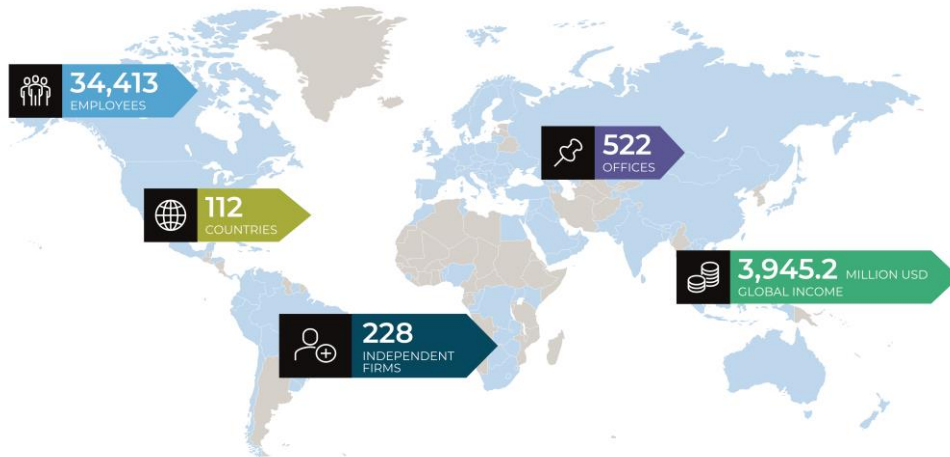 34,413
EMPLOYEES
522
OFFICES
112
COUNTRIES
3,945.2 MILLION USD
GLOBAL INCOME
228
INDEPENDENT
FIRMS